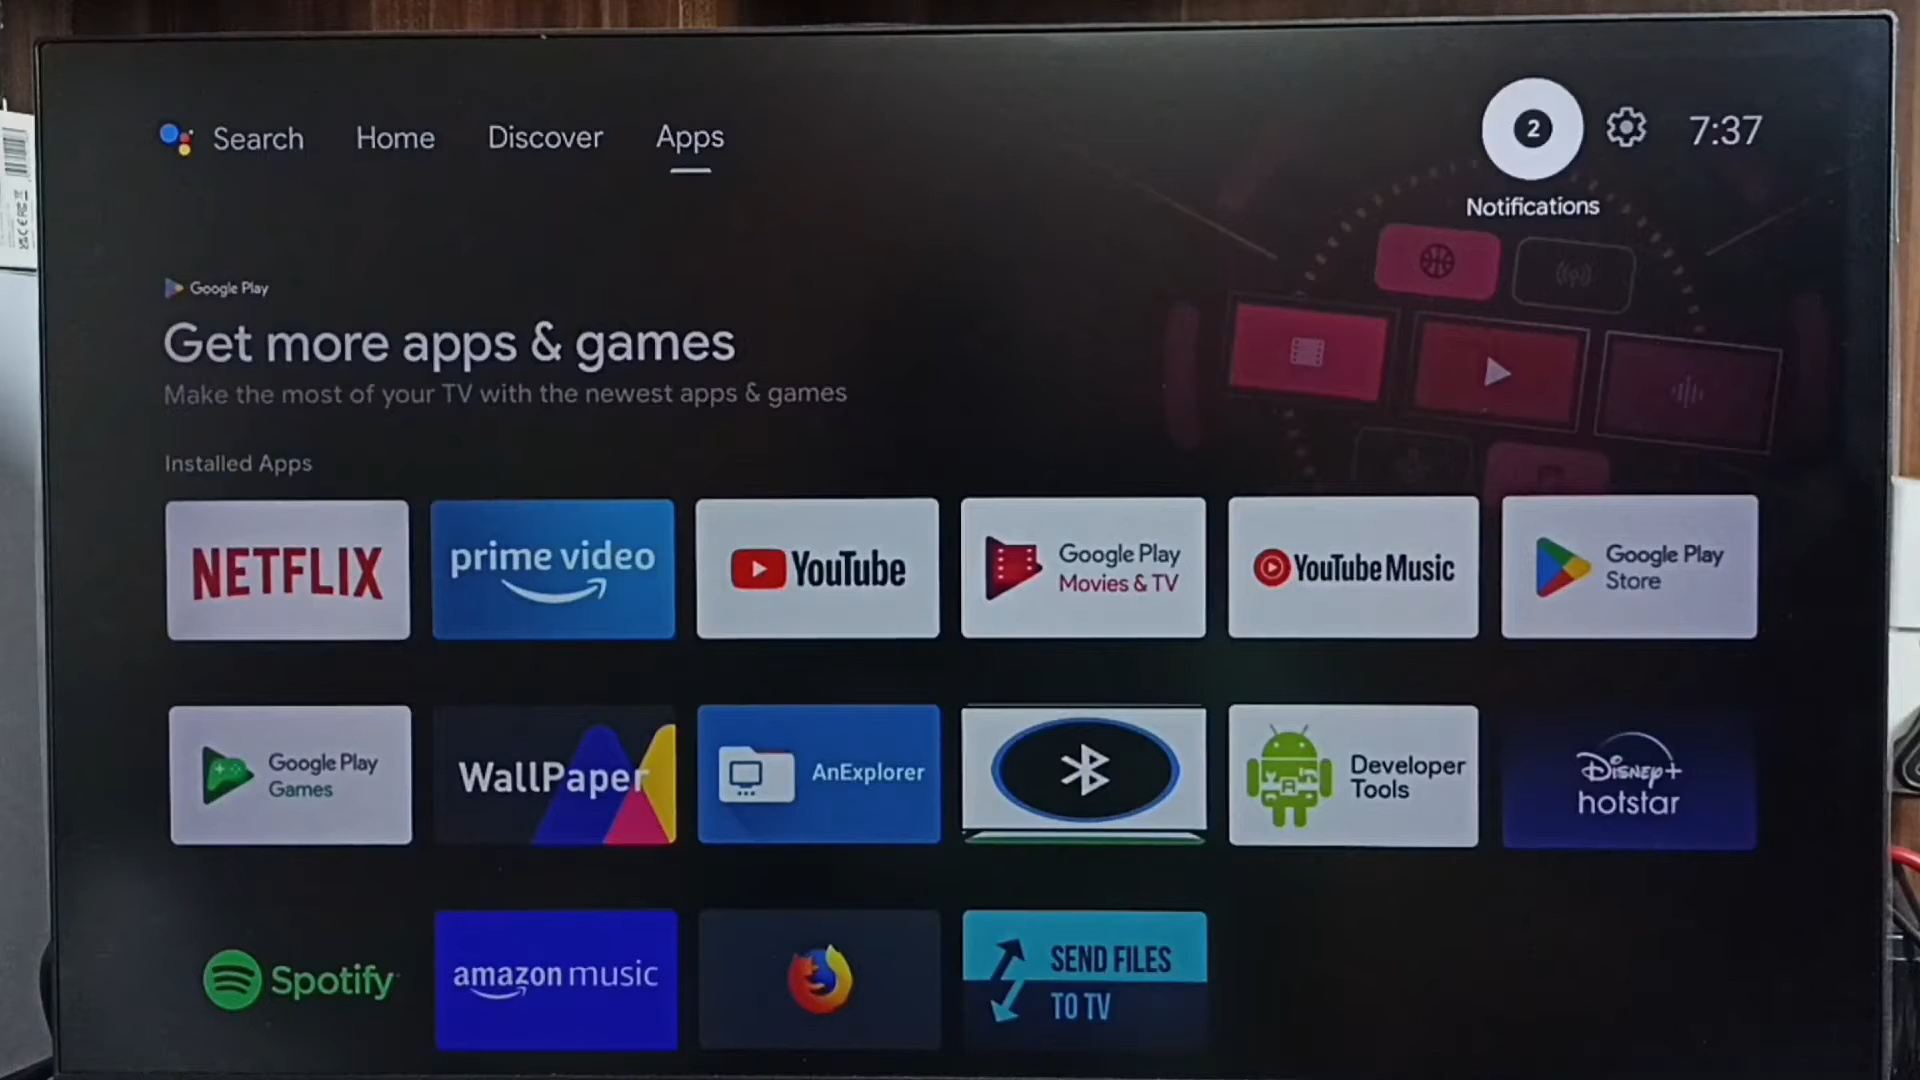 Search Home Discover Apps
2
7:37
Notifications
Google Play
Get more apps & games
Make the most of your TV with the newest apps & games
Installed Apps
NETFLIX
prime video
YouTube
Google Play
Movies & TV
YouTube Music
Google Play
Store
Google Play
Games
WallPaper
AnExplorer
Developer
Tools
Disney+
hotstar
Spotify
amazon music
SEND FILES
TO TV